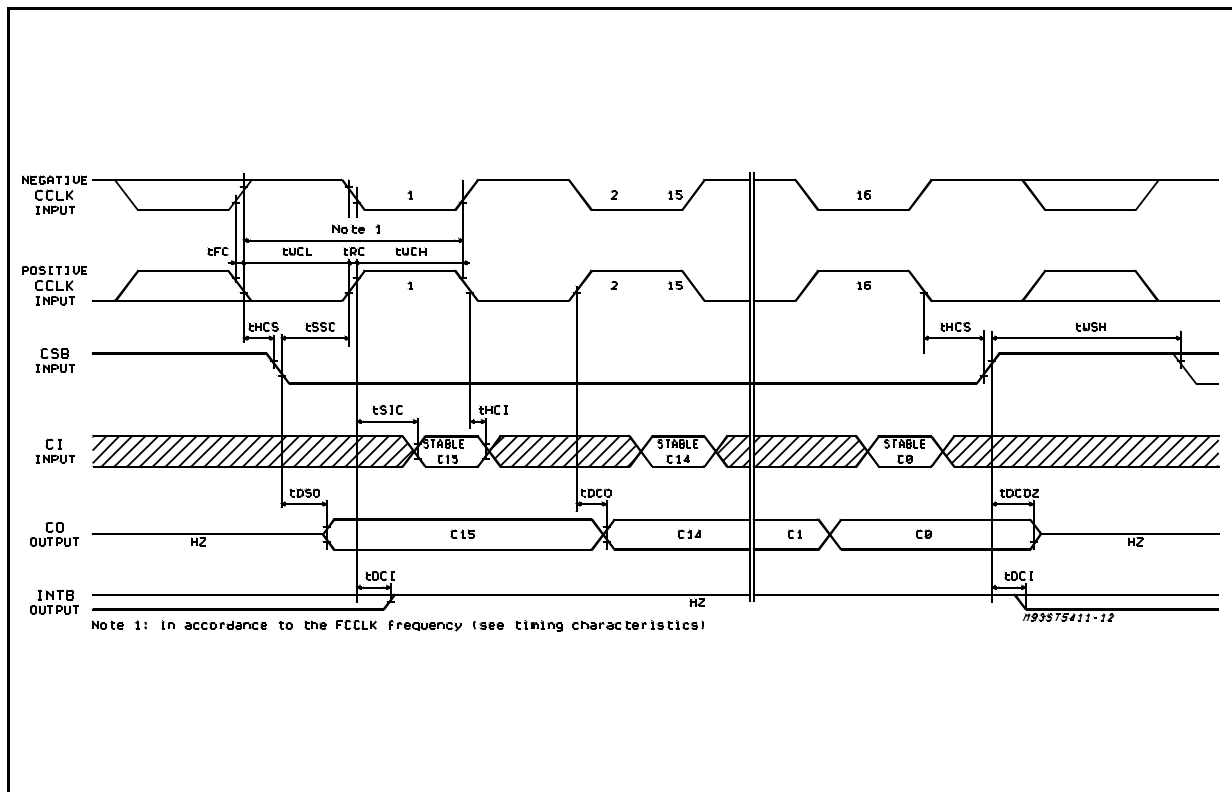 NEGATIVE
CCLK
INPUT
1
2
15
16
Note 1
tFC
tWCL
tRC
tWCH
POSITIVE
CCLK
INPUT
1
2
15
16
tHCS
tSSC
tHCS
tWSH
CSB
INPUT
tSIC
tHCI
CI
INPUT
STABLE
C15
STABLE
C14
STABLE
C0
tDSO
tDCO
tDCDZ
CO
OUTPUT
HZ
C15
C14
C1
C0
HZ
tDCI
tDCI
INTB
OUTPUT
HZ
Note 1: in accordance to the FCCLK frequency (see timing characteristics)
M93ST5411-12